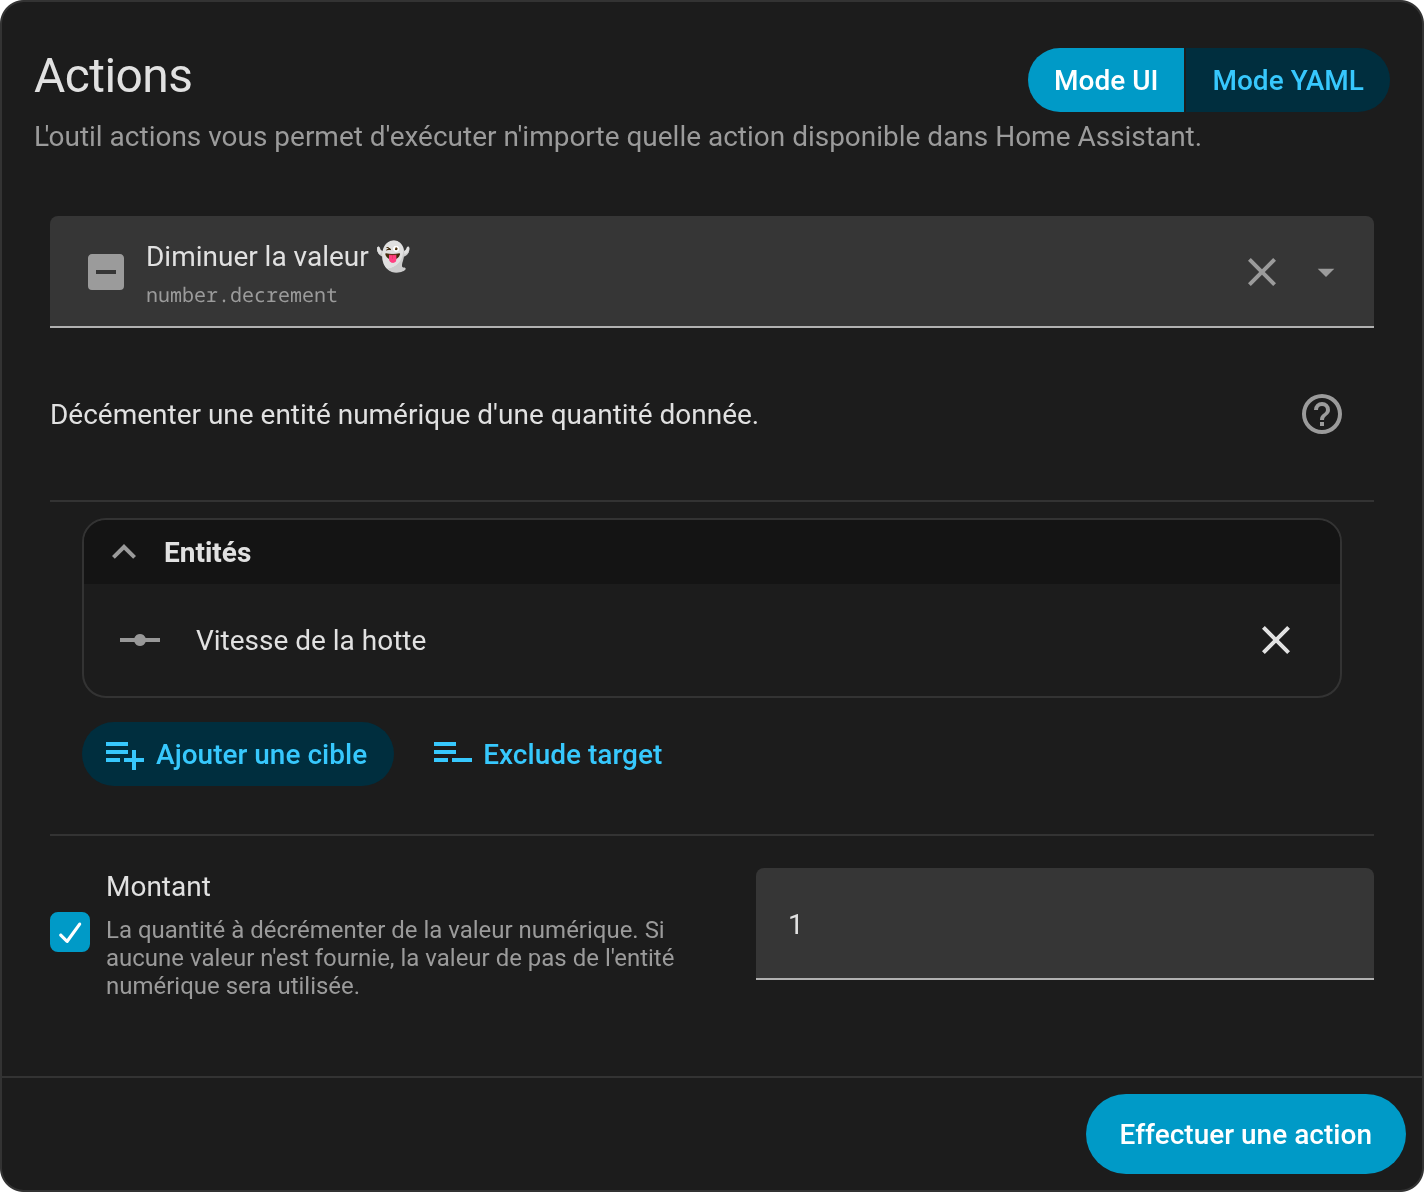 Actions
Mode UI
Mode YAML
L'outil actions vous permet d'exécuter n'importe quelle action disponible dans Home Assistant.
Diminuer la valeur 👻
number.decrement
Décémenter une entité numérique d'une quantité donnée.
Entités
Vitesse de la hotte
Ajouter une cible
Exclude target
Montant
La quantité à décrémenter de la valeur numérique. Si
aucune valeur n'est fournie, la valeur de pas de l'entité
numérique sera utilisée.
1
Effectuer une action